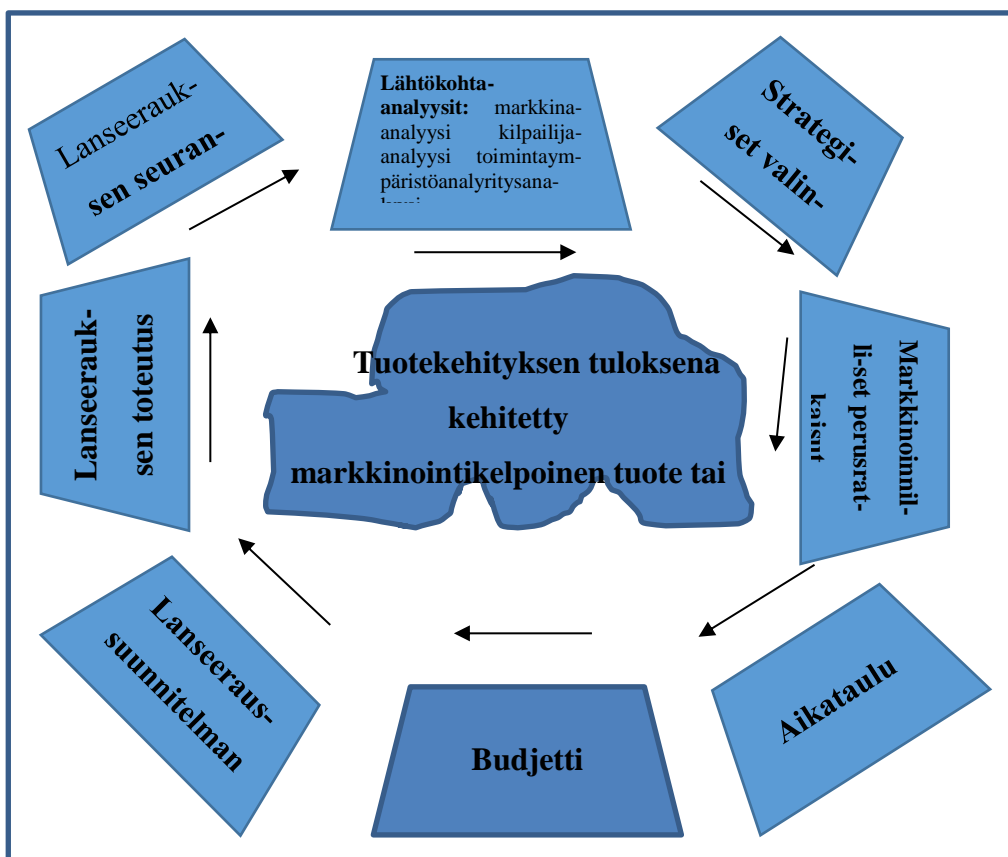 Lähtökohta-
analyysit: markkina-
analyysi kilpailija-
analyysi toimintaym-
päristöanalyritysana-
Strategi-
set valin-
Markkinoinnil-
li-set perusrat-
kaisut
Aikataulu
Budjetti
Lanseeraus-
suunnitelman
Lanseerauk-
sen toteutus
Lanseerauk-
sen seuran-
Tuotekehityksen tuloksena
kehitetty
markkinointikelpoinen tuote tai